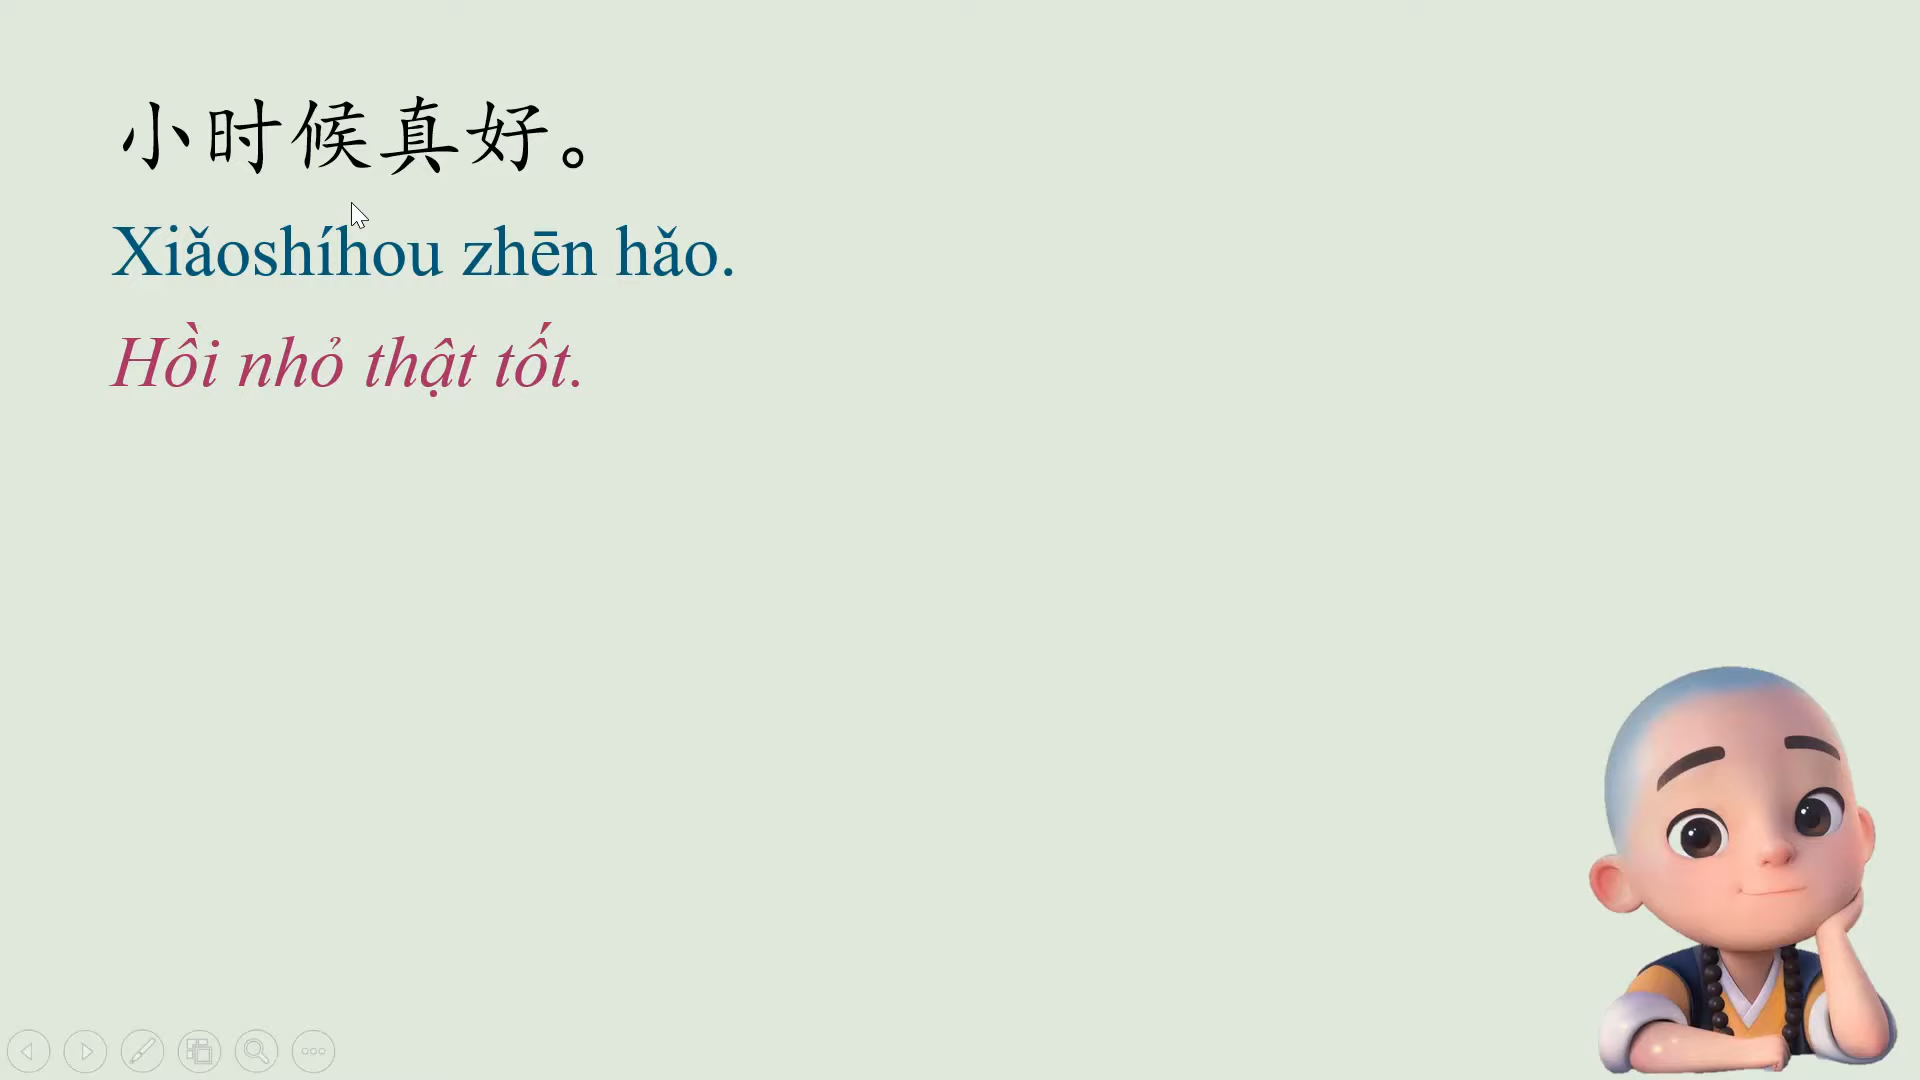 小时候真好。
Xiǎoshíhou zhēn hǎo.
Hồi nhỏ thật tốt.